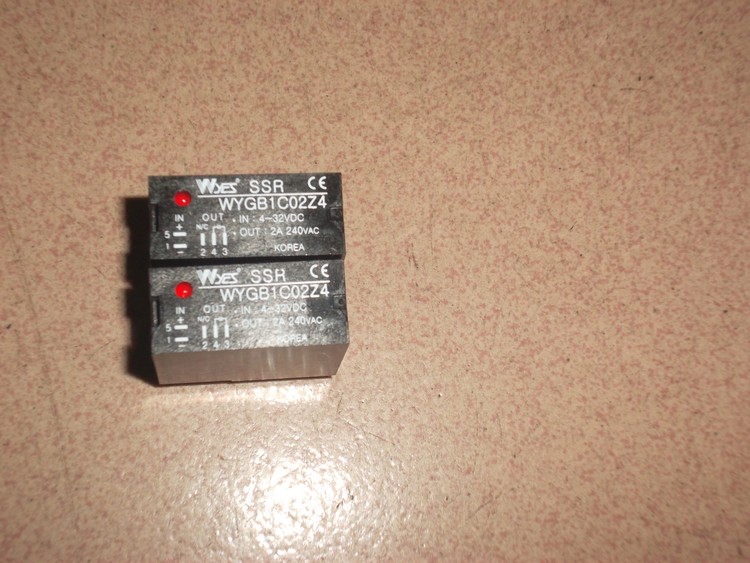 Wyes® SSR CE
WYGB1C02Z4
IN OUT • IN : 4-32VDC
+ N/C • OUT : 2A 240VAC
5
1 KOREA
- 2 4 3
Wyes® SSR CE
WYGB1C02Z4
IN OUT • IN : 4-32VDC
+ N/C • OUT : 2A 240VAC
5
1 KOREA
- 2 4 3